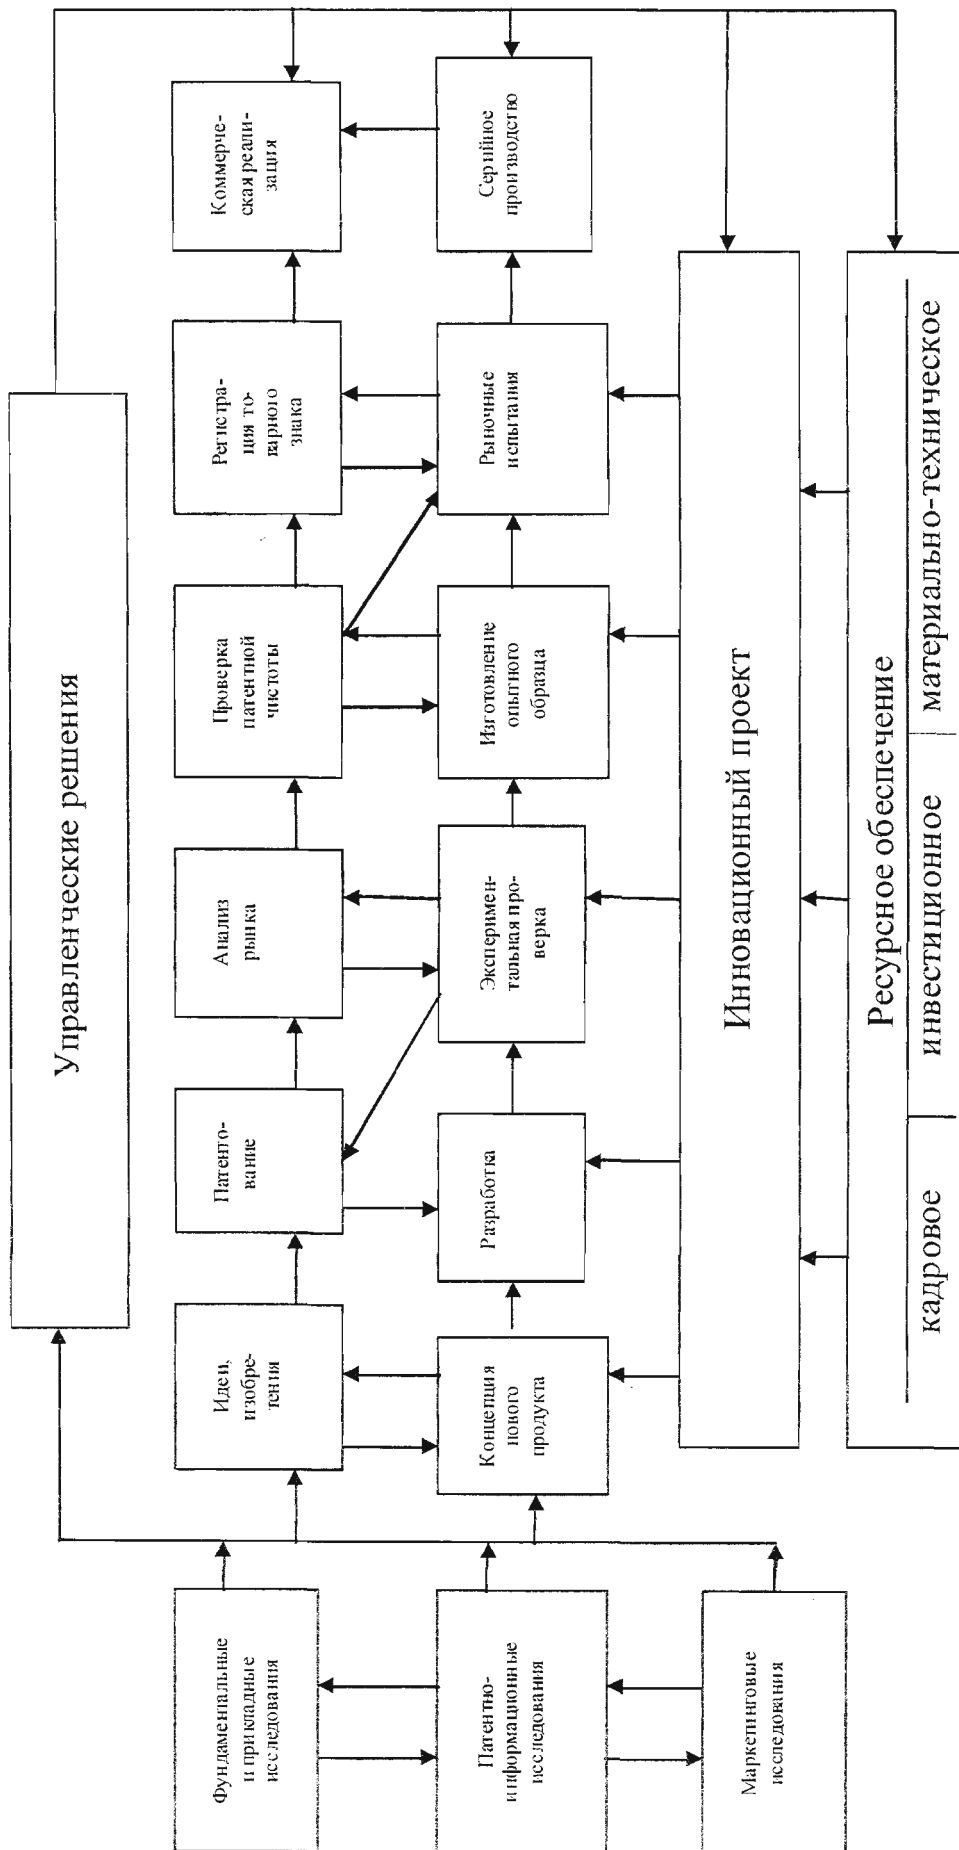 Управленческие решения
Идеи,
изобре-
тения
Патенто-
вание
Анализ
рынка
Проверка
патентной
чистоты
Регистра-
ция то-
варного
знака
Коммерче-
ская реали-
зация
Фундаментальные
и прикладные
исследования
Патентно-
информационные
исследования
Маркетинговые
исследования
Концепция
нового
продукта
Разработка
Эксперимен-
тальная про-
верка
Изготовление
опытного
образца
Рыночные
испытания
Серийное
производство
Инновационный проект
Ресурсное обеспечение
кадровое
инвестиционное
материально-техническое